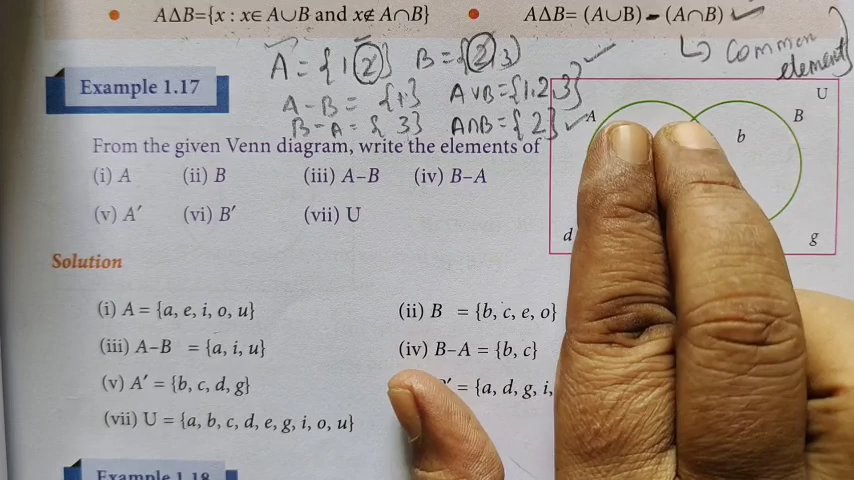 • AΔB={x : x∈ A∪B and x∉ A∩B}
• AΔB= (A∪B) - (A∩B)
Common
elements
A = {1, 2} B = {2, 3}
A - B = {1} A∪B = {1, 2, 3}
B - A = {3} A∩B = {2}
Example 1.17
From the given Venn diagram, write the elements of
(i) A (ii) B (iii) A–B (iv) B–A
(v) A′ (vi) B′ (vii) U
U
A B
b
d g
Solution
(i) A = {a, e, i, o, u} (ii) B = {b, c, e, o}
(iii) A–B = {a, i, u} (iv) B–A = {b, c}
(v) A′ = {b, c, d, g} ′ = {a, d, g, i,
(vii) U = {a, b, c, d, e, g, i, o, u}
Example 1.18